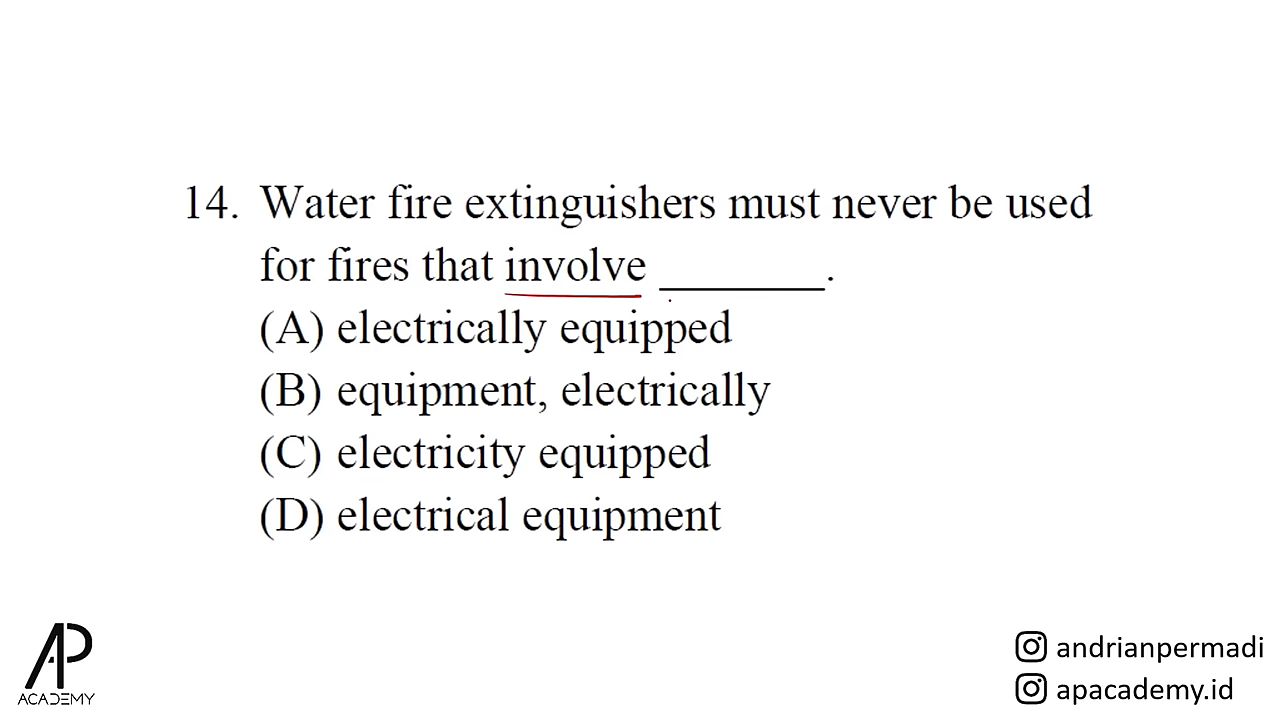 14. Water fire extinguishers must never be used
for fires that involve _______.
(A) electrically equipped
(B) equipment, electrically
(C) electricity equipped
(D) electrical equipment
AP
ACADEMY
andrianpermadi
apacademy.id